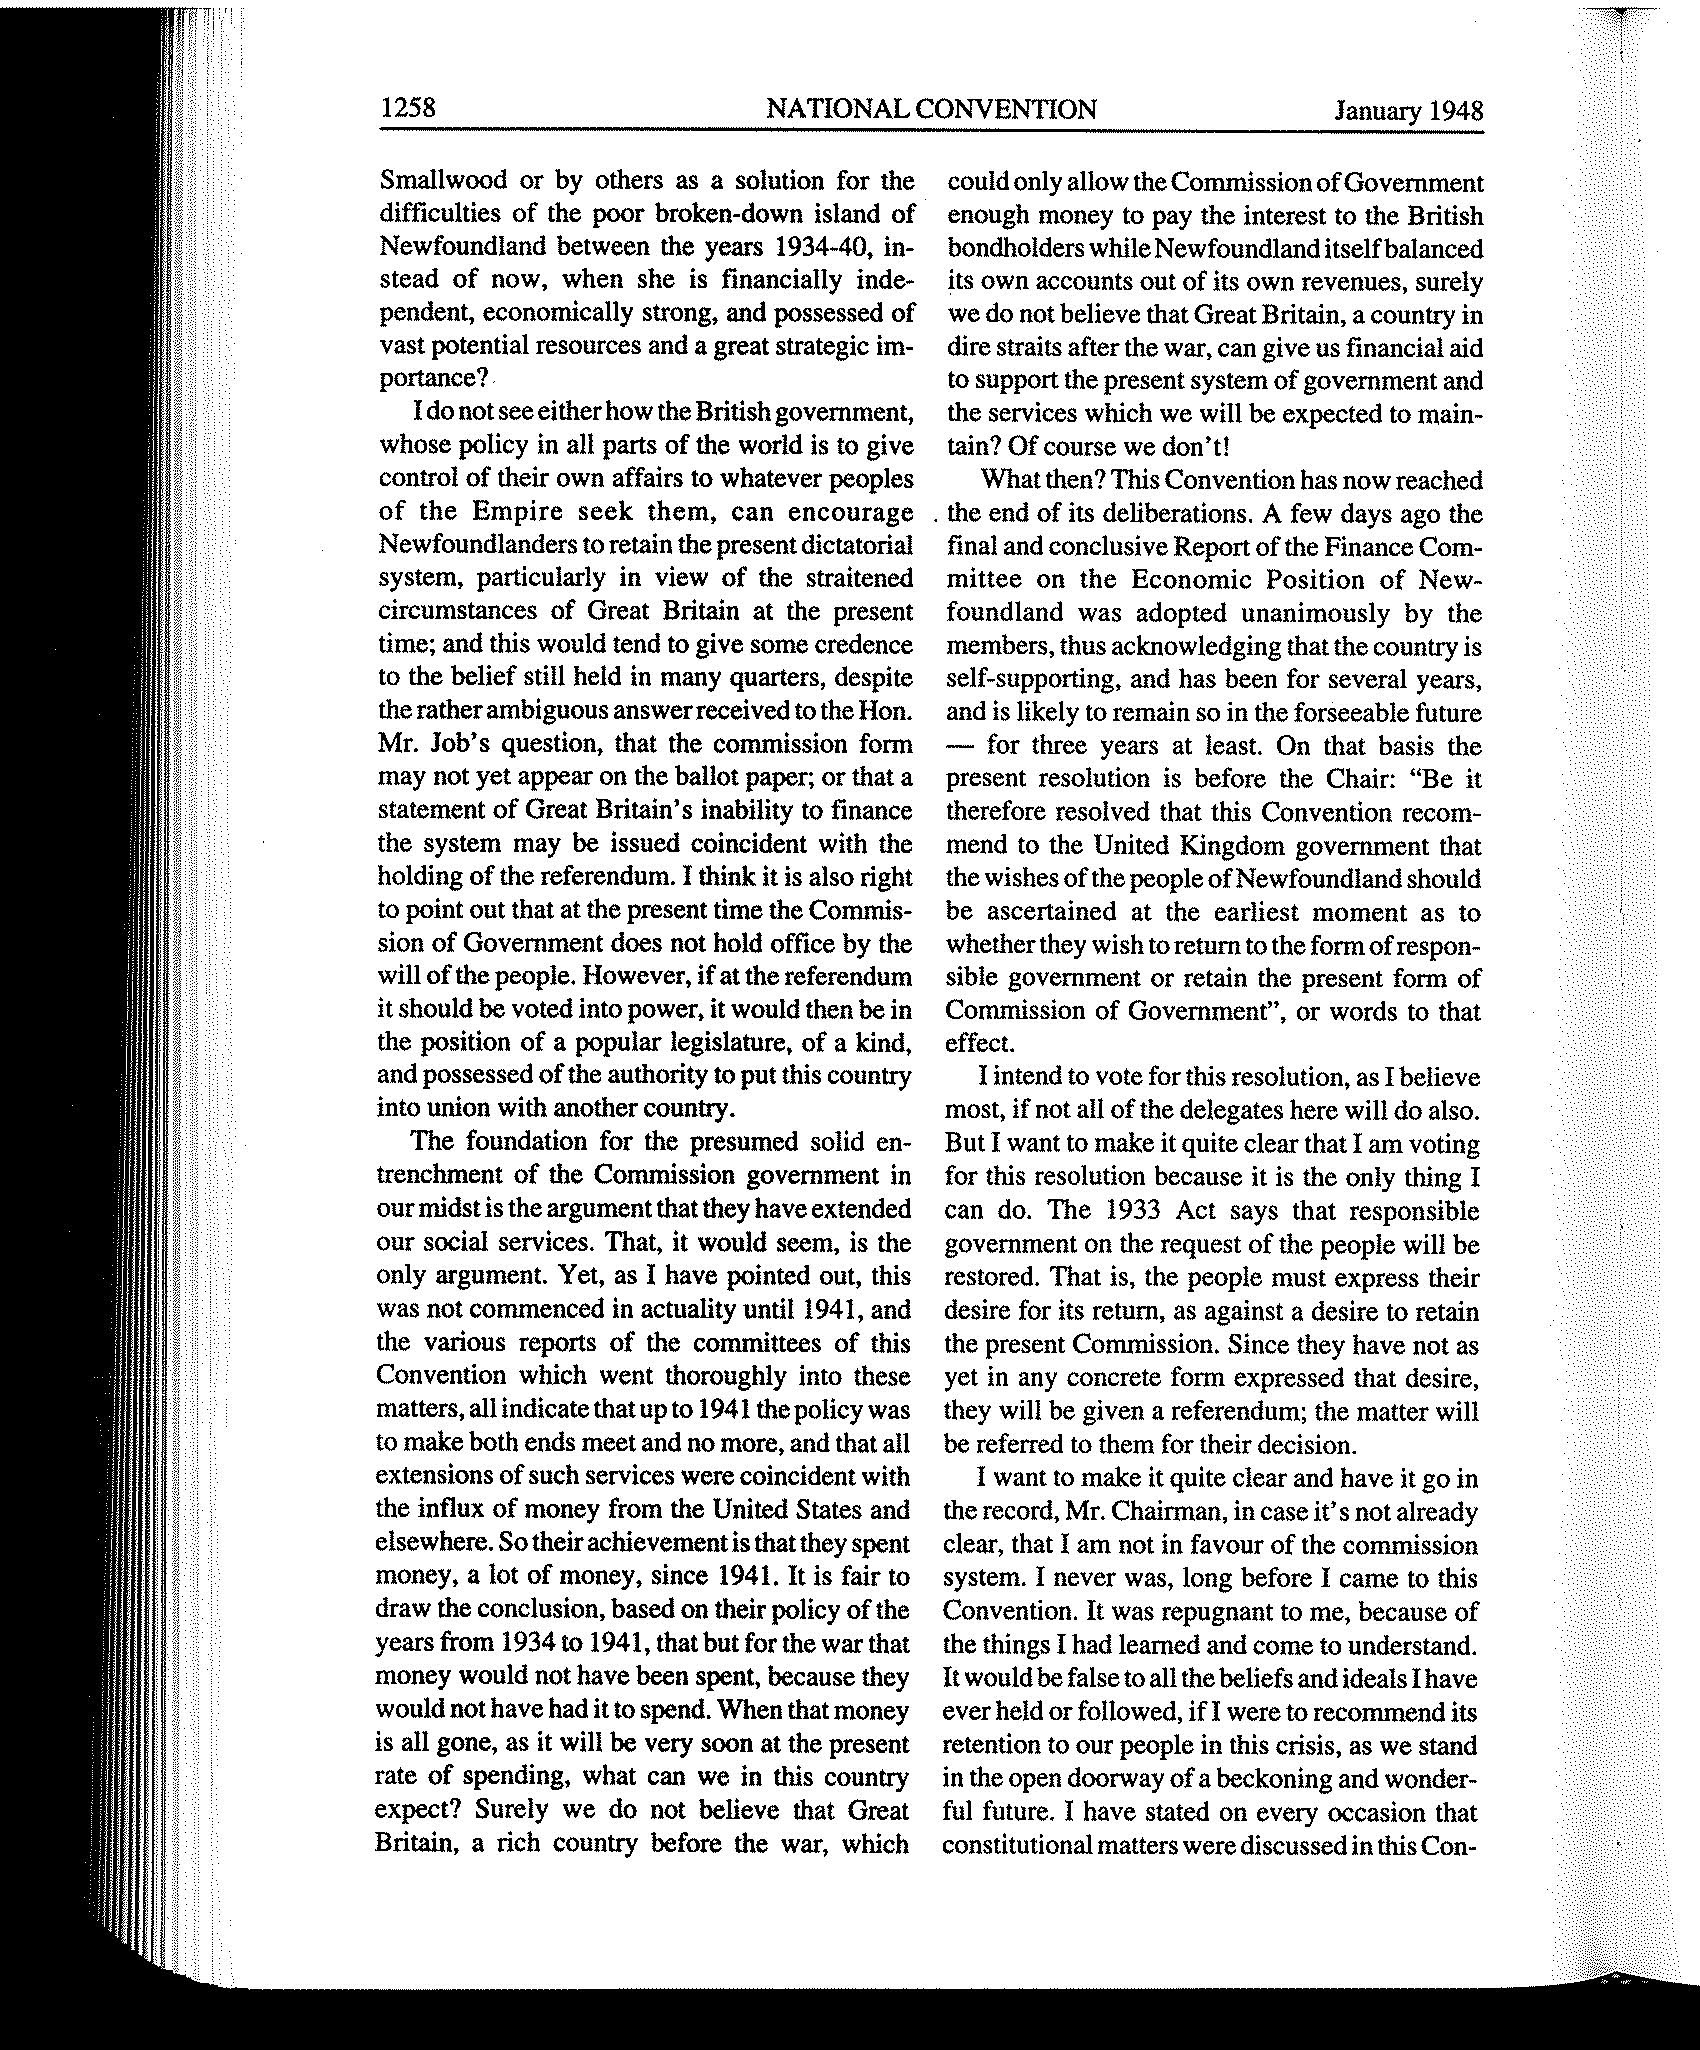 1258 NATIONAL CONVENTION January 1948
Smallwood or by others as a solution for the
difficulties of the poor broken-down island of
Newfoundland between the years 1934-40, in-
stead of now, when she is financially inde-
pendent, economically strong, and possessed of
vast potential resources and a great strategic im-
portance?
I do not see either how the British government,
whose policy in all parts of the world is to give
control of their own affairs to whatever peoples
of the Empire seek them, can encourage
Newfoundlanders to retain the present dictatorial
system, particularly in view of the straitened
circumstances of Great Britain at the present
time; and this would tend to give some credence
to the belief still held in many quarters, despite
the rather ambiguous answer received to the Hon.
Mr. Job's question, that the commission form
may not yet appear on the ballot paper; or that a
statement of Great Britain's inability to finance
the system may be issued coincident with the
holding of the referendum. I think it is also right
to point out that at the present time the Commis-
sion of Government does not hold office by the
will of the people. However, if at the referendum
it should be voted into power, it would then be in
the position of a popular legislature, of a kind,
and possessed of the authority to put this country
into union with another country.
The foundation for the presumed solid en-
trenchment of the Commission government in
our midst is the argument that they have extended
our social services. That, it would seem, is the
only argument. Yet, as I have pointed out, this
was not commenced in actuality until 1941, and
the various reports of the committees of this
Convention which went thoroughly into these
matters, all indicate that up to 1941 the policy was
to make both ends meet and no more, and that all
extensions of such services were coincident with
the influx of money from the United States and
elsewhere. So their achievement is that they spent
money, a lot of money, since 1941. It is fair to
draw the conclusion, based on their policy of the
years from 1934 to 1941, that but for the war that
money would not have been spent, because they
would not have had it to spend. When that money
is all gone, as it will be very soon at the present
rate of spending, what can we in this country
expect? Surely we do not believe that Great
Britain, a rich country before the war, which
could only allow the Commission of Government
enough money to pay the interest to the British
bondholders while Newfoundland itself balanced
its own accounts out of its own revenues, surely
we do not believe that Great Britain, a country in
dire straits after the war, can give us financial aid
to support the present system of government and
the services which we will be expected to main-
tain? Of course we don't!
What then? This Convention has now reached
the end of its deliberations. A few days ago the
final and conclusive Report of the Finance Com-
mittee on the Economic Position of New-
foundland was adopted unanimously by the
members, thus acknowledging that the country is
self-supporting, and has been for several years,
and is likely to remain so in the forseeable future
— for three years at least. On that basis the
present resolution is before the Chair: "Be it
therefore resolved that this Convention recom-
mend to the United Kingdom government that
the wishes of the people of Newfoundland should
be ascertained at the earliest moment as to
whether they wish to return to the form of respon-
sible government or retain the present form of
Commission of Government", or words to that
effect.
I intend to vote for this resolution, as I believe
most, if not all of the delegates here will do also.
But I want to make it quite clear that I am voting
for this resolution because it is the only thing I
can do. The 1933 Act says that responsible
government on the request of the people will be
restored. That is, the people must express their
desire for its return, as against a desire to retain
the present Commission. Since they have not as
yet in any concrete form expressed that desire,
they will be given a referendum; the matter will
be referred to them for their decision.
I want to make it quite clear and have it go in
the record, Mr. Chairman, in case it's not already
clear, that I am not in favour of the commission
system. I never was, long before I came to this
Convention. It was repugnant to me, because of
the things I had learned and come to understand.
It would be false to all the beliefs and ideals I have
ever held or followed, if I were to recommend its
retention to our people in this crisis, as we stand
in the open doorway of a beckoning and wonder-
ful future. I have stated on every occasion that
constitutional matters were discussed in this Con-